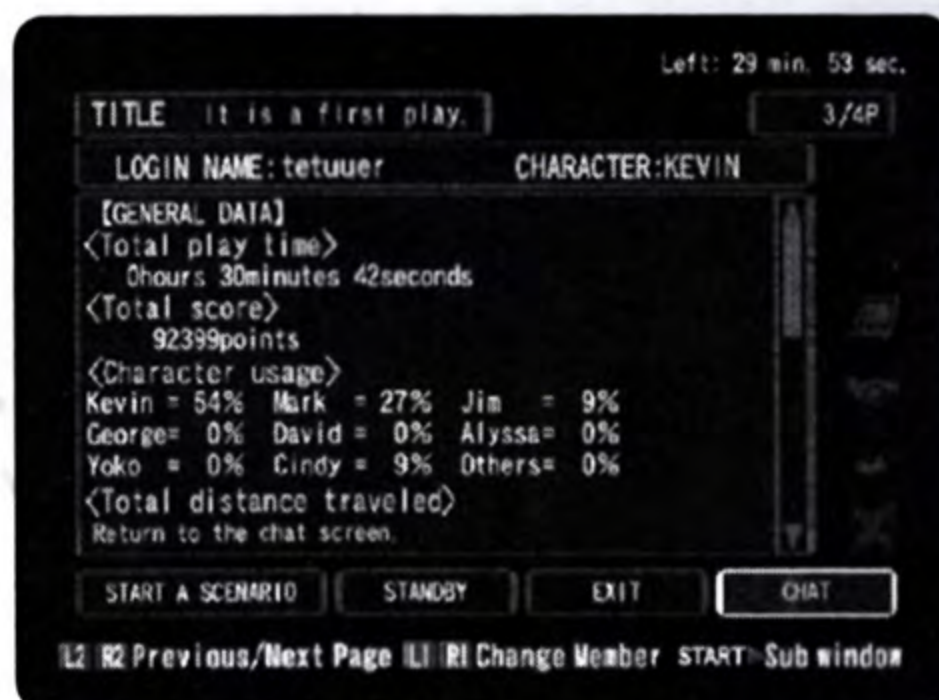 Left: 29 min. 53 sec.
TITLE It is a first play.
3/4P
LOGIN NAME:tetuuer CHARACTER:KEVIN
【GENERAL DATA】
<Total play time>
0hours 30minutes 42seconds
<Total score>
92399points
<Character usage>
Kevin = 54% Mark = 27% Jim = 9%
George= 0% David = 0% Alyssa= 0%
Yoko = 0% Cindy = 9% Others= 0%
<Total distance traveled>
Return to the chat screen.
START A SCENARIO STANDBY EXIT CHAT
L2 R2 Previous/Next Page L1 R1 Change Member START Sub window